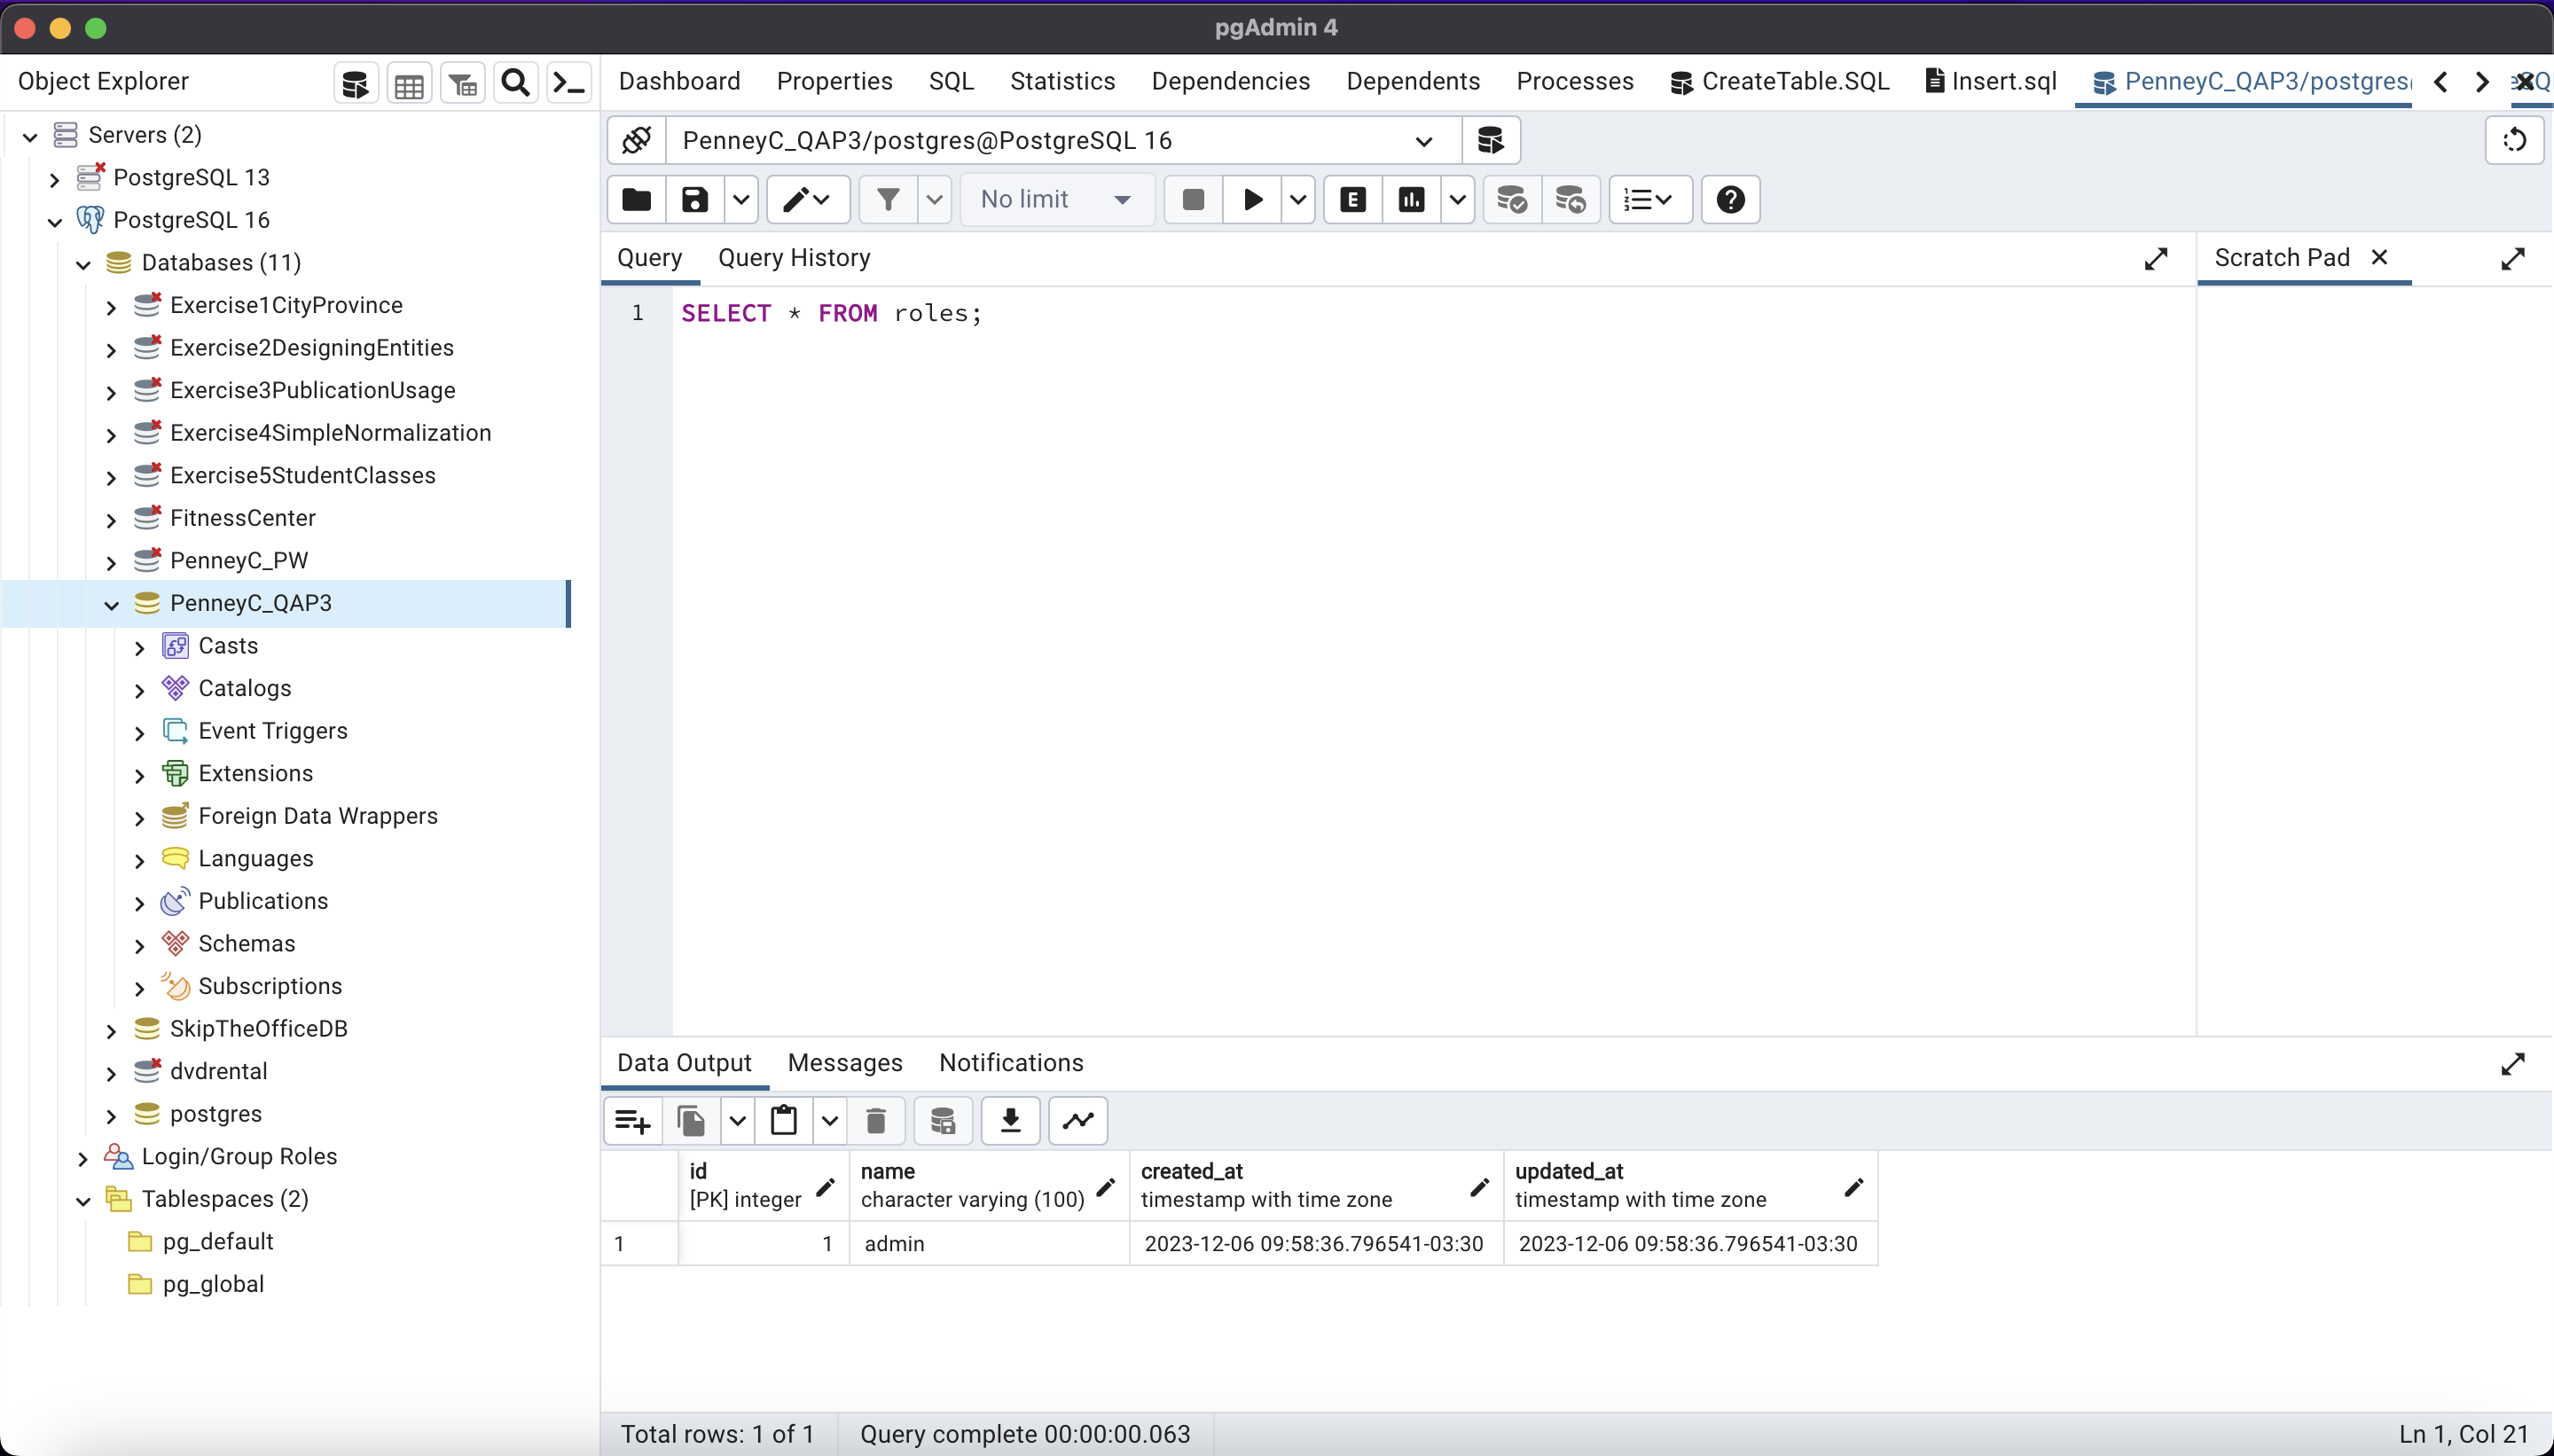 pgAdmin 4
Object Explorer
Dashboard
Properties
SQL
Statistics
Dependencies
Dependents
Processes
CreateTable.SQL
Insert.sql
PenneyC_QAP3/postgres
Servers (2)
PostgreSQL 13
PostgreSQL 16
Databases (11)
Exercise1CityProvince
Exercise2DesigningEntities
Exercise3PublicationUsage
Exercise4SimpleNormalization
Exercise5StudentClasses
FitnessCenter
PenneyC_PW
PenneyC_QAP3
Casts
Catalogs
Event Triggers
Extensions
Foreign Data Wrappers
Languages
Publications
Schemas
Subscriptions
SkipTheOfficeDB
dvdrental
postgres
Login/Group Roles
Tablespaces (2)
pg_default
pg_global
PenneyC_QAP3/postgres@PostgreSQL 16
No limit
E
Query
Query History
Scratch Pad
1 SELECT * FROM roles;
Data Output
Messages
Notifications
id name created_at updated_at
[PK] integer character varying (100) timestamp with time zone timestamp with time zone
1 1 admin 2023-12-06 09:58:36.796541-03:30 2023-12-06 09:58:36.796541-03:30
Total rows: 1 of 1
Query complete 00:00:00.063
Ln 1, Col 21